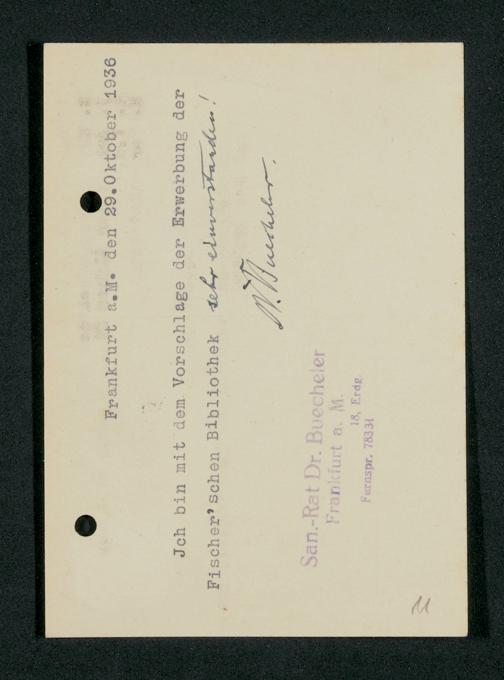 Frankfurt a.M. den 29.Oktober 1936
Jch bin mit dem Vorschlage der Erwerbung der
Fischer'schen Bibliothek sehr einverstanden!
A. Buecheler.
San.-Rat Dr. Buecheler
Frankfurt a. M.
18, Erdg.
Fernspr. 78331
11